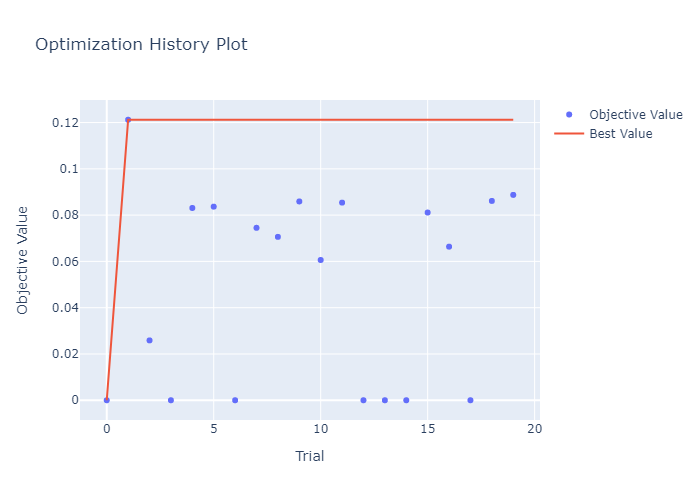 Optimization History Plot
Objective Value
Best Value
0.12
0.1
0.08
0.06
0.04
0.02
0
Objective Value
0
5
10
15
20
Trial